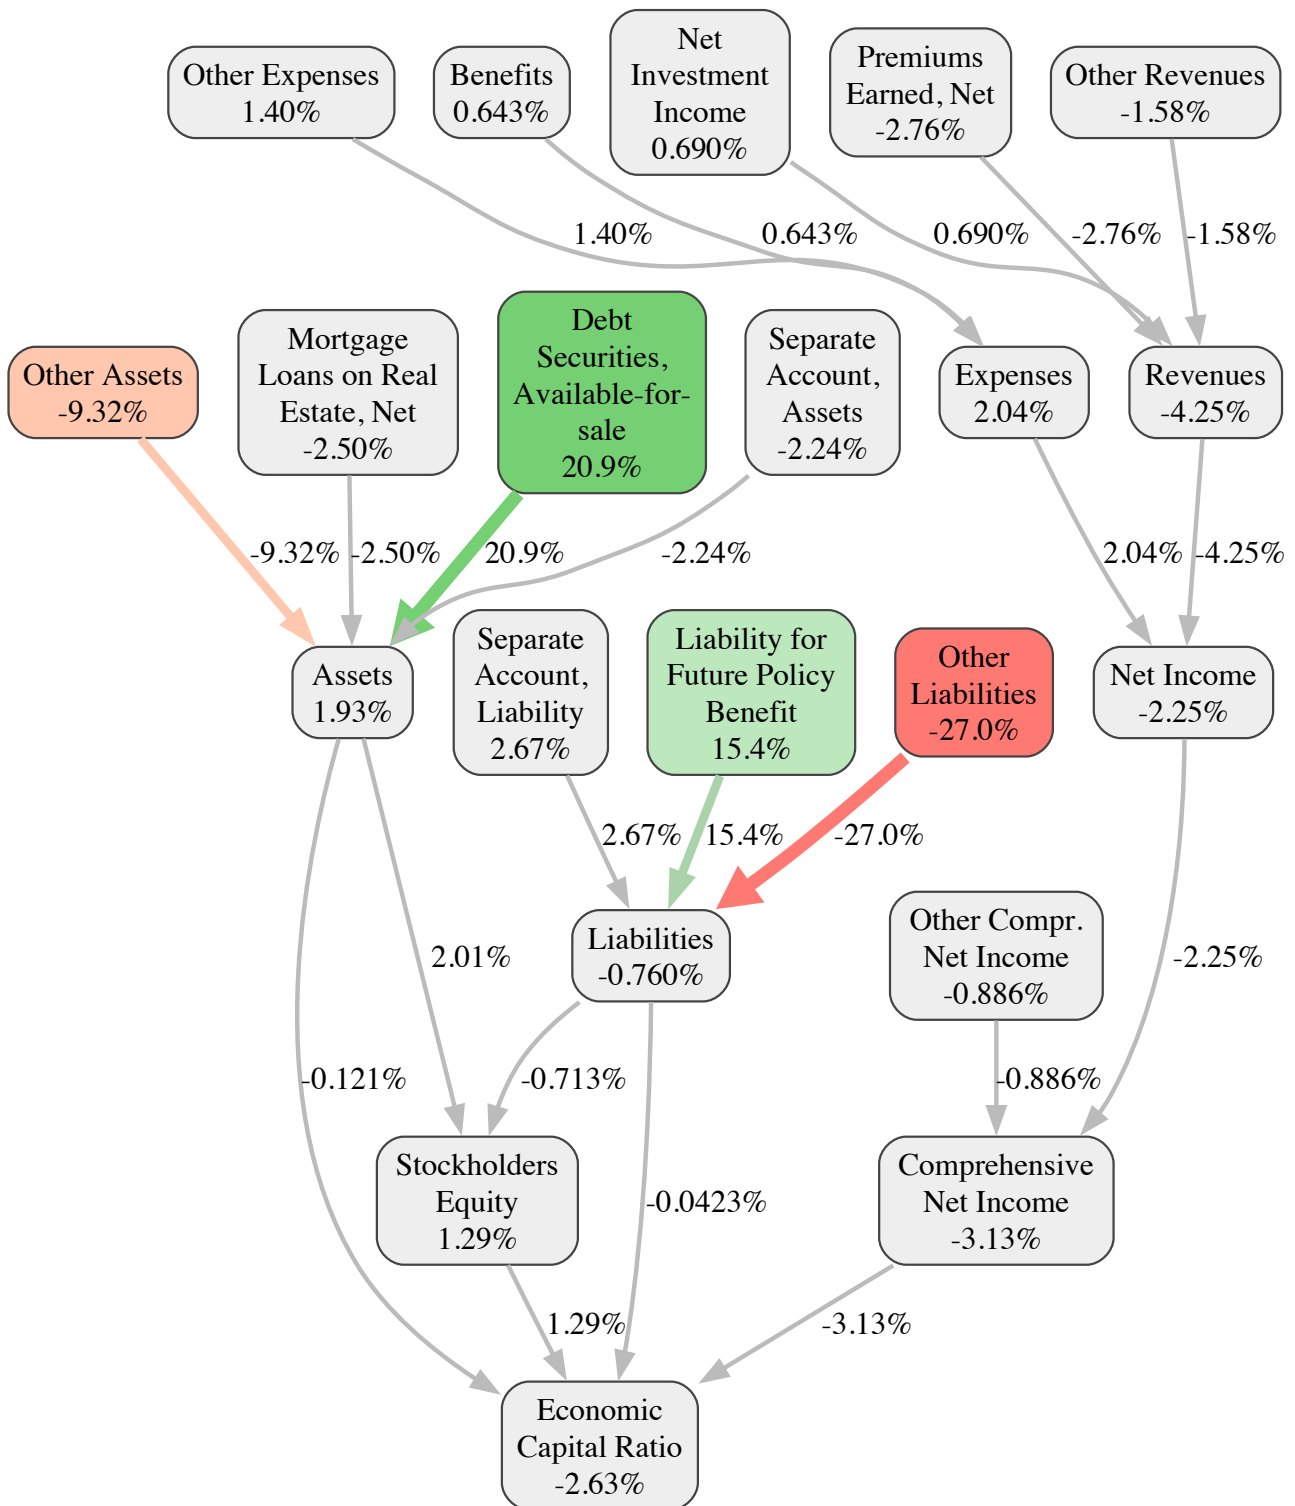 Other Expenses
1.40%
Benefits
0.643%
Net
Investment
Income
0.690%
Premiums
Earned, Net
-2.76%
Other Revenues
-1.58%
1.40%
0.643%
0.690%
-2.76%
-1.58%
Other Assets
-9.32%
Mortgage
Loans on Real
Estate, Net
-2.50%
Debt
Securities,
Available-for-
sale
20.9%
Separate
Account,
Assets
-2.24%
Expenses
2.04%
Revenues
-4.25%
-9.32%
-2.50%
20.9%
-2.24%
2.04%
-4.25%
Assets
1.93%
Separate
Account,
Liability
2.67%
Liability for
Future Policy
Benefit
15.4%
Other
Liabilities
-27.0%
Net Income
-2.25%
2.67%
15.4%
-27.0%
2.01%
Liabilities
-0.760%
Other Compr.
Net Income
-0.886%
-2.25%
-0.121%
-0.713%
-0.886%
Stockholders
Equity
1.29%
-0.0423%
Comprehensive
Net Income
-3.13%
1.29%
-3.13%
Economic
Capital Ratio
-2.63%